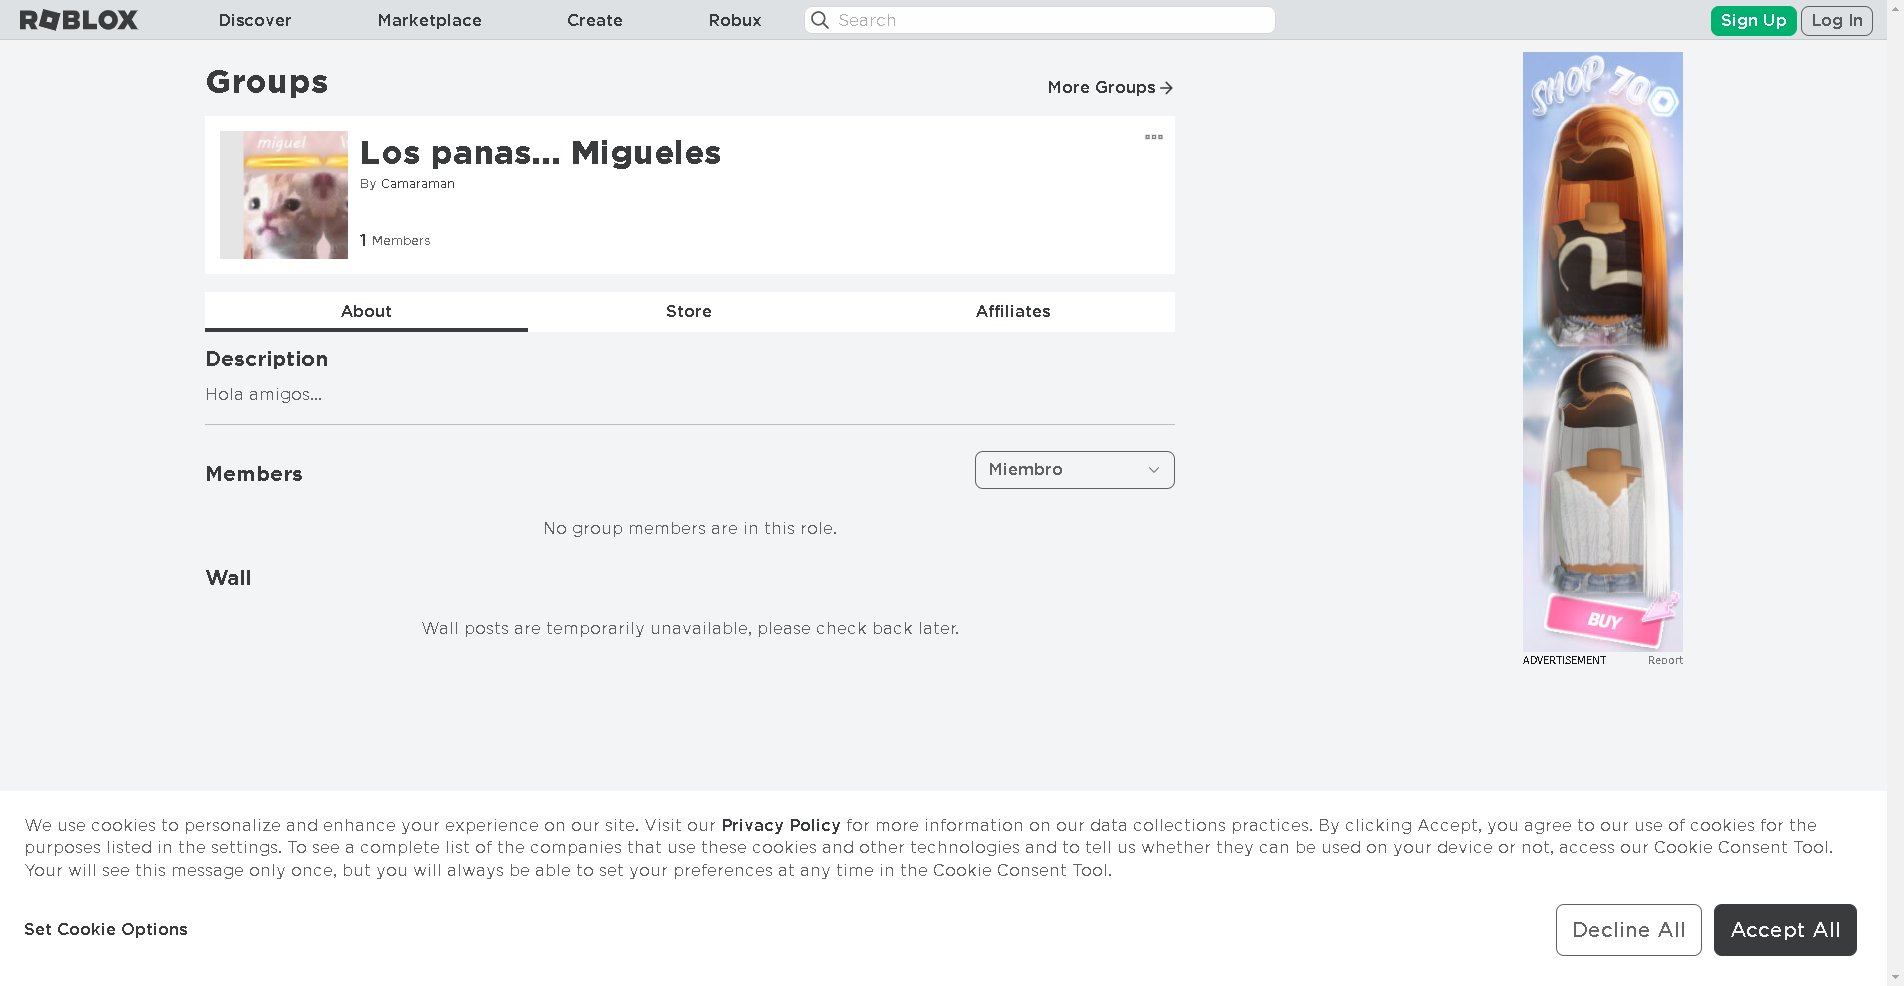 ROBLOX
Discover
Marketplace
Create
Robux
Search
Sign Up
Log In
Groups
More Groups
miguel
Los panas... Migueles
By Camaraman
1 Members
About
Store
Affiliates
Description
Hola amigos...
Members
Miembro
No group members are in this role.
Wall
Wall posts are temporarily unavailable, please check back later.
SHOP 70
BUY
ADVERTISEMENT
Report
We use cookies to personalize and enhance your experience on our site. Visit our Privacy Policy for more information on our data collections practices. By clicking Accept, you agree to our use of cookies for the
purposes listed in the settings. To see a complete list of the companies that use these cookies and other technologies and to tell us whether they can be used on your device or not, access our Cookie Consent Tool.
Your will see this message only once, but you will always be able to set your preferences at any time in the Cookie Consent Tool.
Set Cookie Options
Decline All
Accept All